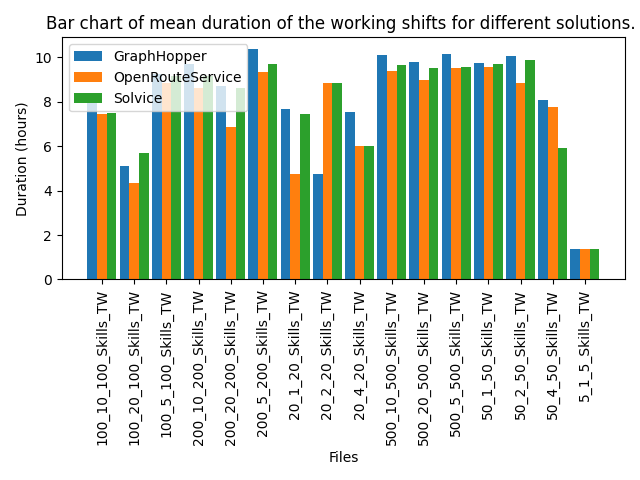 Bar chart of mean duration of the working shifts for different solutions.
GraphHopper
OpenRouteService
Solvice
Duration (hours)
10
8
6
4
2
0
100_10_100_Skills_TW
100_20_100_Skills_TW
100_5_100_Skills_TW
200_10_200_Skills_TW
200_20_200_Skills_TW
200_5_200_Skills_TW
20_1_20_Skills_TW
20_2_20_Skills_TW
20_4_20_Skills_TW
500_10_500_Skills_TW
500_20_500_Skills_TW
500_5_500_Skills_TW
50_1_50_Skills_TW
50_2_50_Skills_TW
50_4_50_Skills_TW
5_1_5_Skills_TW
Files